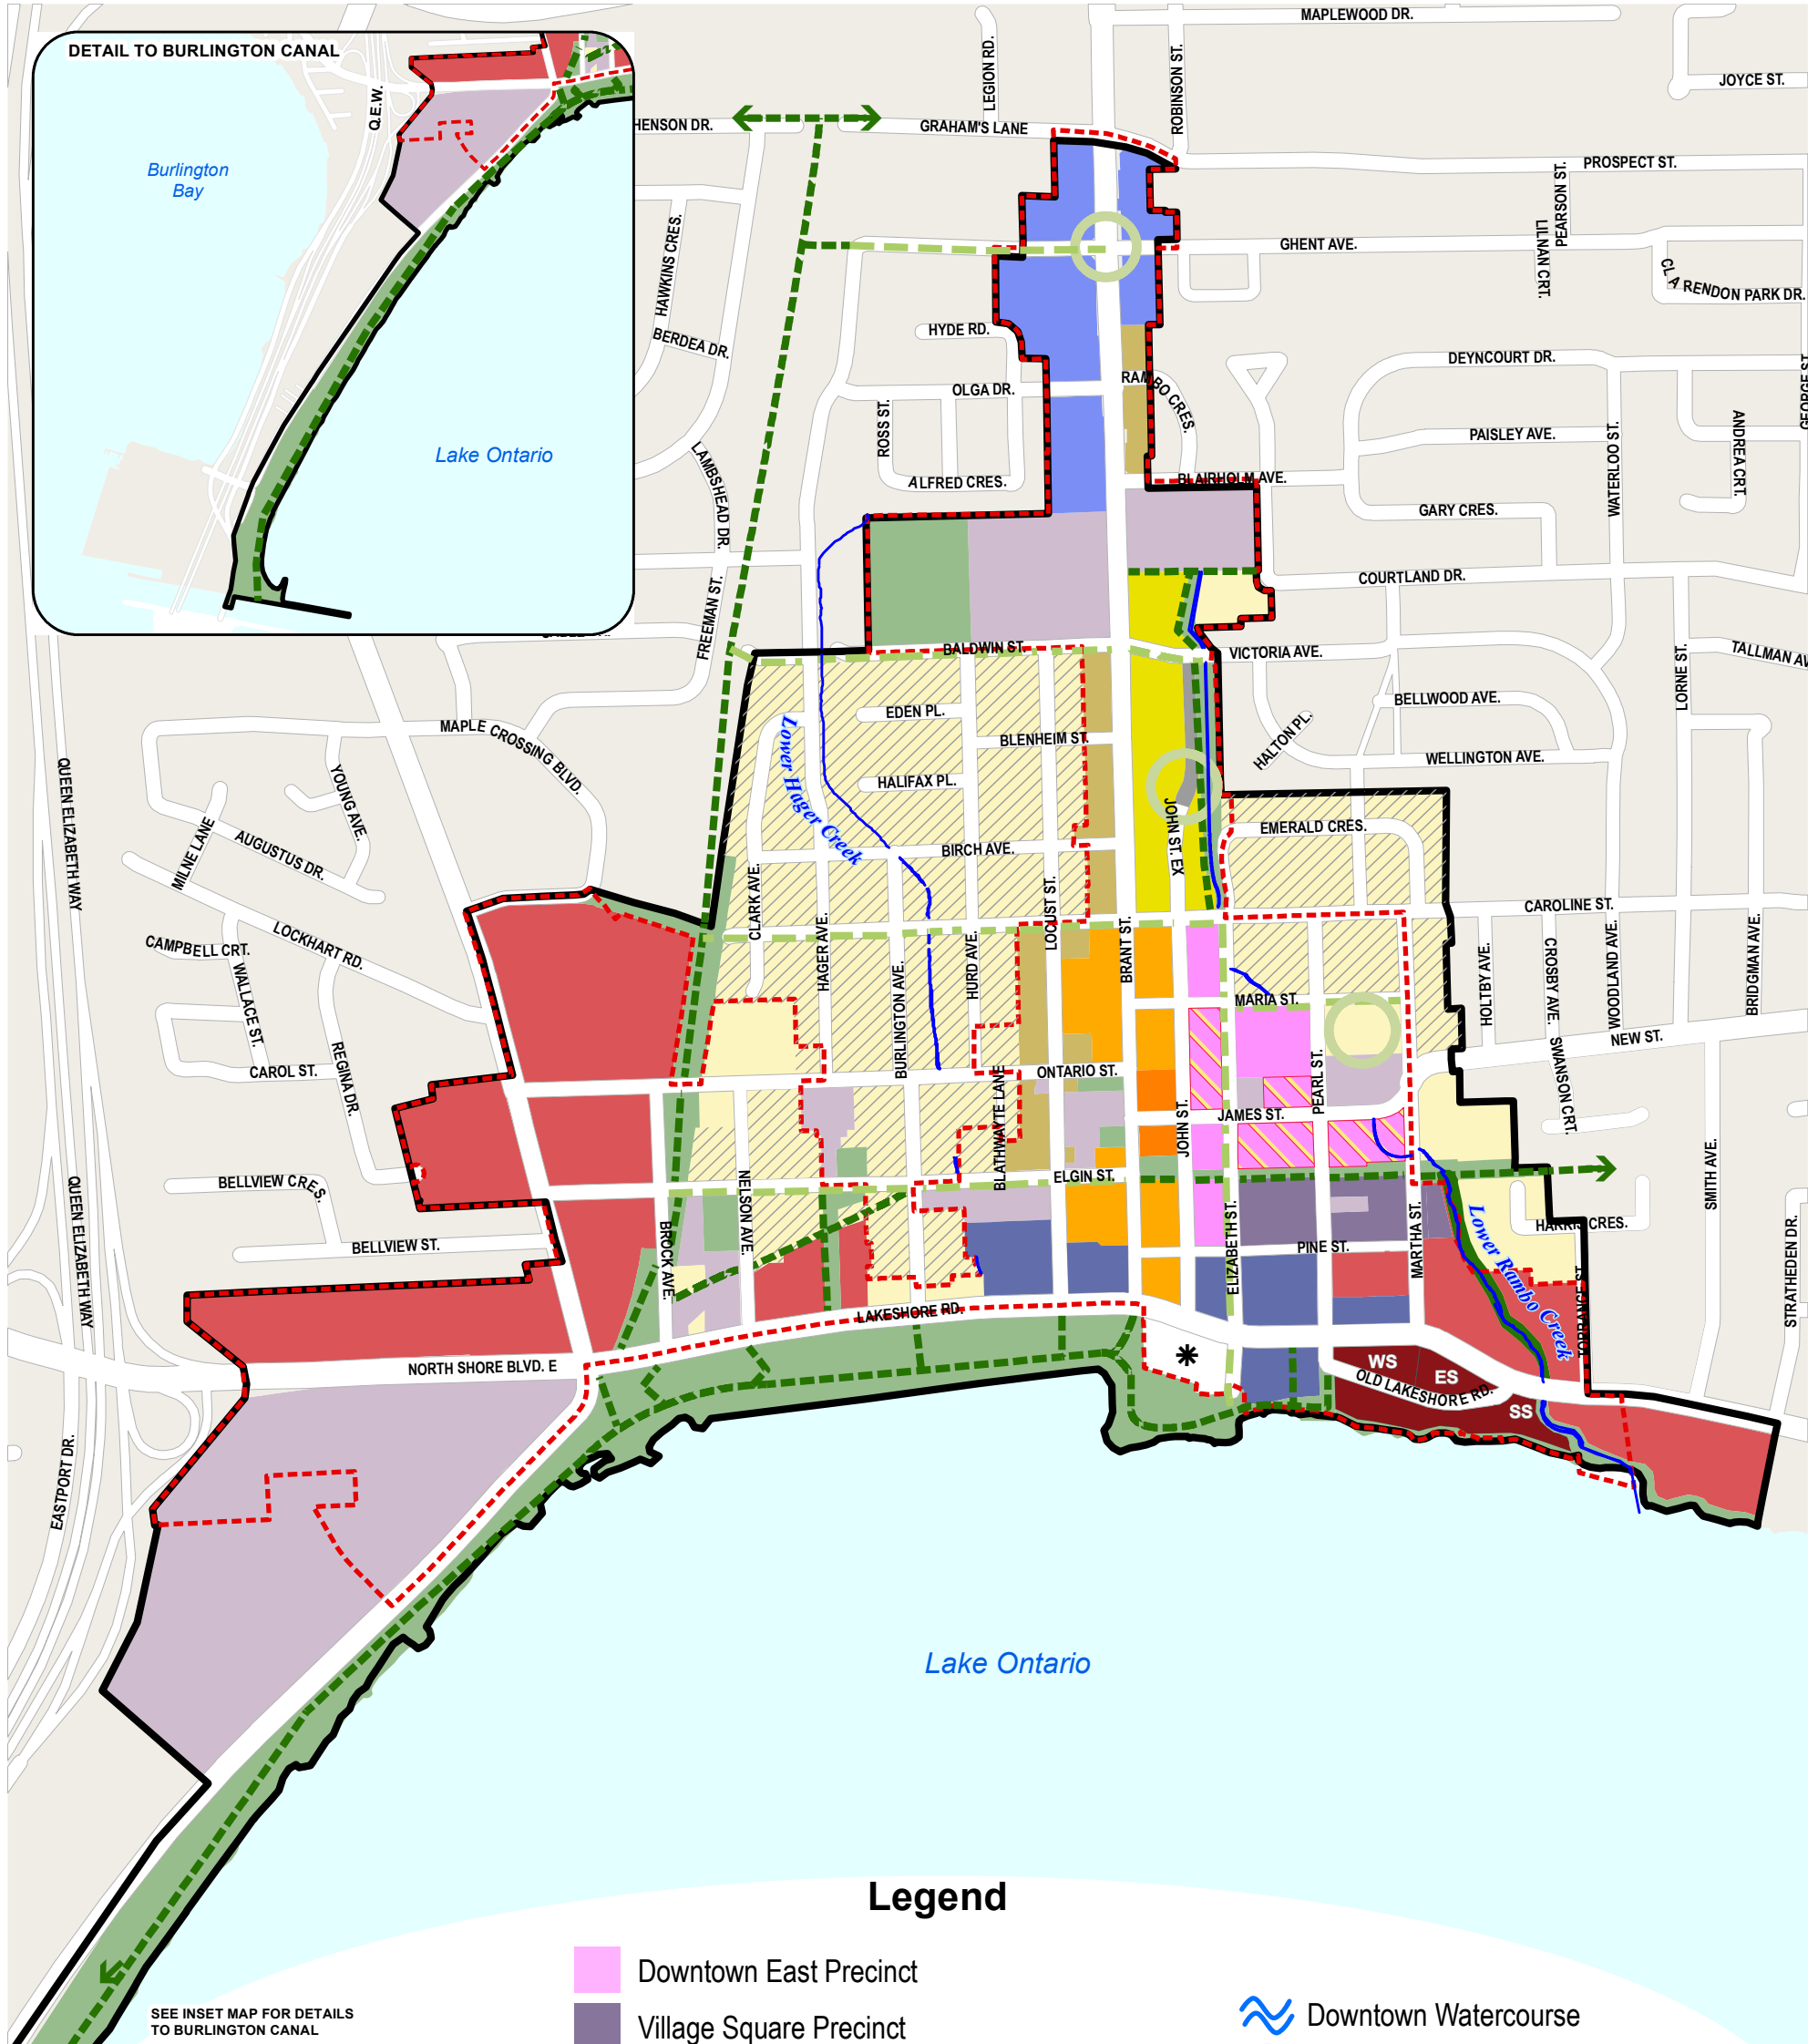 DETAIL TO BURLINGTON CANAL
Q.E.W.
Burlington
Bay
Lake Ontario
MAPLEWOOD DR.
LEGION RD.
ROBINSON ST.
JOYCE ST.
HENSON DR.
GRAHAM'S LANE
PROSPECT ST.
PEARSON ST.
LILNAN CRT.
GHENT AVE.
CL A RENDON PARK DR.
HAWKINS CRES.
BERDEA DR.
HYDE RD.
DEYNCOURT DR.
GEORGE ST.
OLGA DR.
RAMBO CRES.
ROSS ST.
PAISLEY AVE.
WATERLOO ST.
ANDREA CRT.
LAMBSHEAD DR.
ALFRED CRES.
BLAIRHOLM AVE.
GARY CRES.
FREEMAN ST.
COURTLAND DR.
BALDWIN ST.
VICTORIA AVE.
LORNE ST.
TALLMAN AV
MAPLE CROSSING BLVD.
EDEN PL.
BELLWOOD AVE.
BLENHEIM ST.
HALTON PL.
WELLINGTON AVE.
Lower Hager Creek
HALIFAX PL.
QUEEN ELIZABETH WAY
YOUNG AVE.
MILNE LANE
AUGUSTUS DR.
JOHN ST. EX
EMERALD CRES.
BIRCH AVE.
CLARK AVE.
LOCUST ST.
CAROLINE ST.
CAMPBELL CRT.
LOCKHART RD.
WALLACE ST.
HAGER AVE.
BURLINGTON AVE.
HURD AVE.
BRANT ST.
HOLTBY AVE.
CROSBY AVE.
WOODLAND AVE.
BRIDGMAN AVE.
MARIA ST.
NEW ST.
REGINA DR.
CAROL ST.
ONTARIO ST.
PEARL ST.
SWANSON CRT.
BLATHWAYTE LANE
JOHN ST.
JAMES ST.
QUEEN ELIZABETH WAY
BELLVIEW CRES.
NELSON AVE.
ELGIN ST.
SMITH AVE.
BELLVIEW ST.
BROCK AVE.
ELIZABETH ST.
PINE ST.
MARTHA ST.
Lower Rambo Creek
HARRIS CRES.
TORRANCE ST.
STRATHEDEN DR.
LAKESHORE RD.
NORTH SHORE BLVD. E
WS
ES
OLD LAKESHORE RD.
SS
EASTPORT DR.
Lake Ontario
Legend
Downtown East Precinct
Village Square Precinct
Downtown Watercourse
SEE INSET MAP FOR DETAILS
TO BURLINGTON CANAL